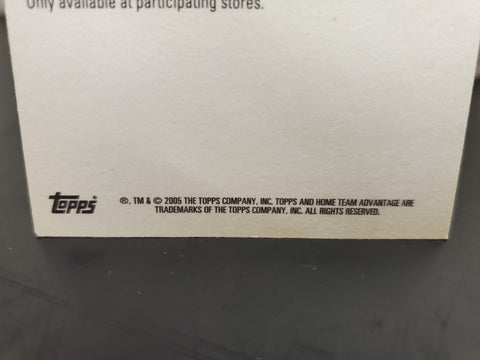 Only available at participating stores.
Topps
®, TM & © 2005 THE TOPPS COMPANY, INC. TOPPS AND HOME TEAM ADVANTAGE ARE
TRADEMARKS OF THE TOPPS COMPANY, INC. ALL RIGHTS RESERVED.